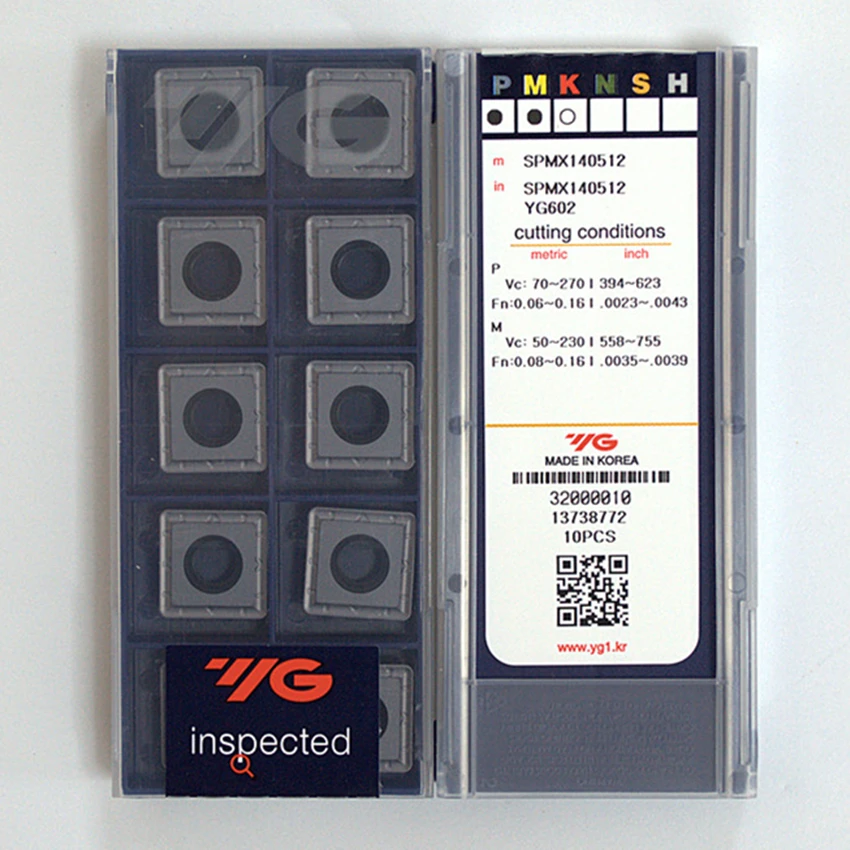 YG
YG
inspected
P M K N S H
m SPMX140512
in SPMX140512
YG602
cutting conditions
metric inch
P
Vc: 70~270 I 394~623
Fn:0.06~0.16 I .0023~.0043
M
Vc: 50~230 I 558~755
Fn:0.08~0.16 I .0035~.0039
YG
MADE IN KOREA
32000010
13738772
10PCS
www.yg1.kr